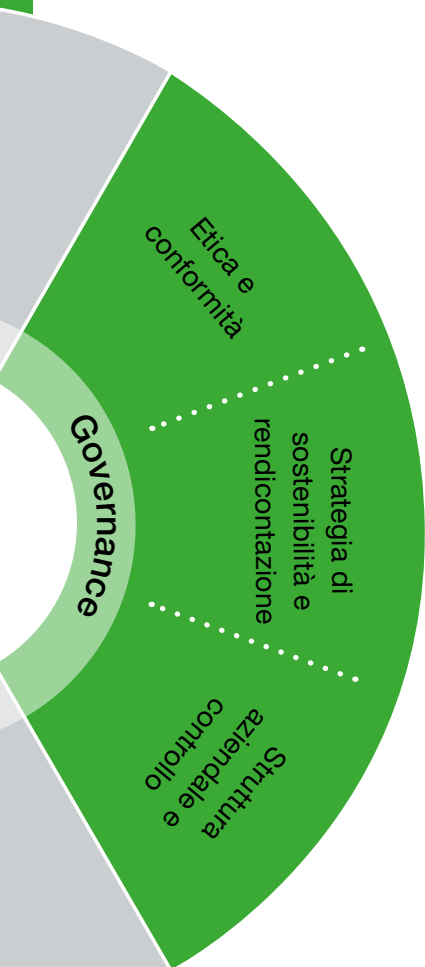 Etica e
conformità
Strategia di
sostenibilità e
rendicontazione
Governance
Struttura
aziendale e
controllo